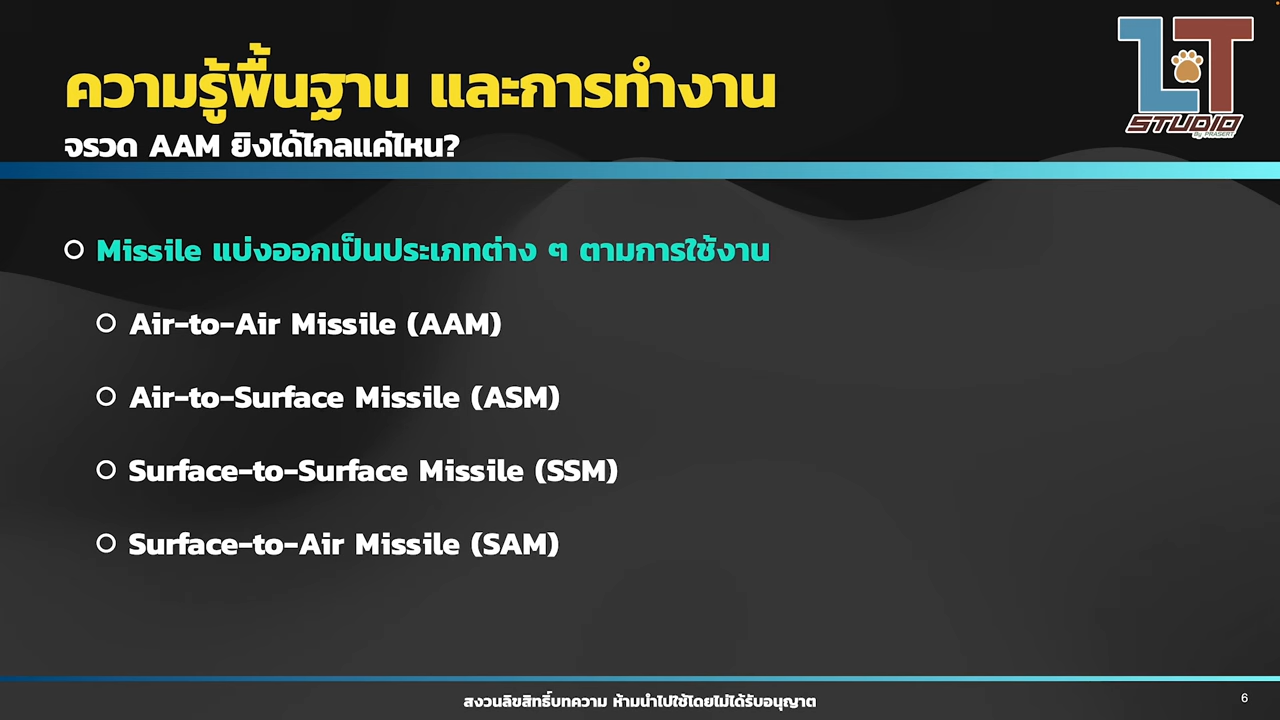 ความรู้พื้นฐาน และการทำงาน
จรวด AAM ยิงได้ไกลแค่ไหน?
LT
STUDIO
By PRASERT
Missile แบ่งออกเป็นประเภทต่าง ๆ ตามการใช้งาน
Air-to-Air Missile (AAM)
Air-to-Surface Missile (ASM)
Surface-to-Surface Missile (SSM)
Surface-to-Air Missile (SAM)
สงวนลิขสิทธิ์บทความ ห้ามนำไปใช้โดยไม่ได้รับอนุญาต
6